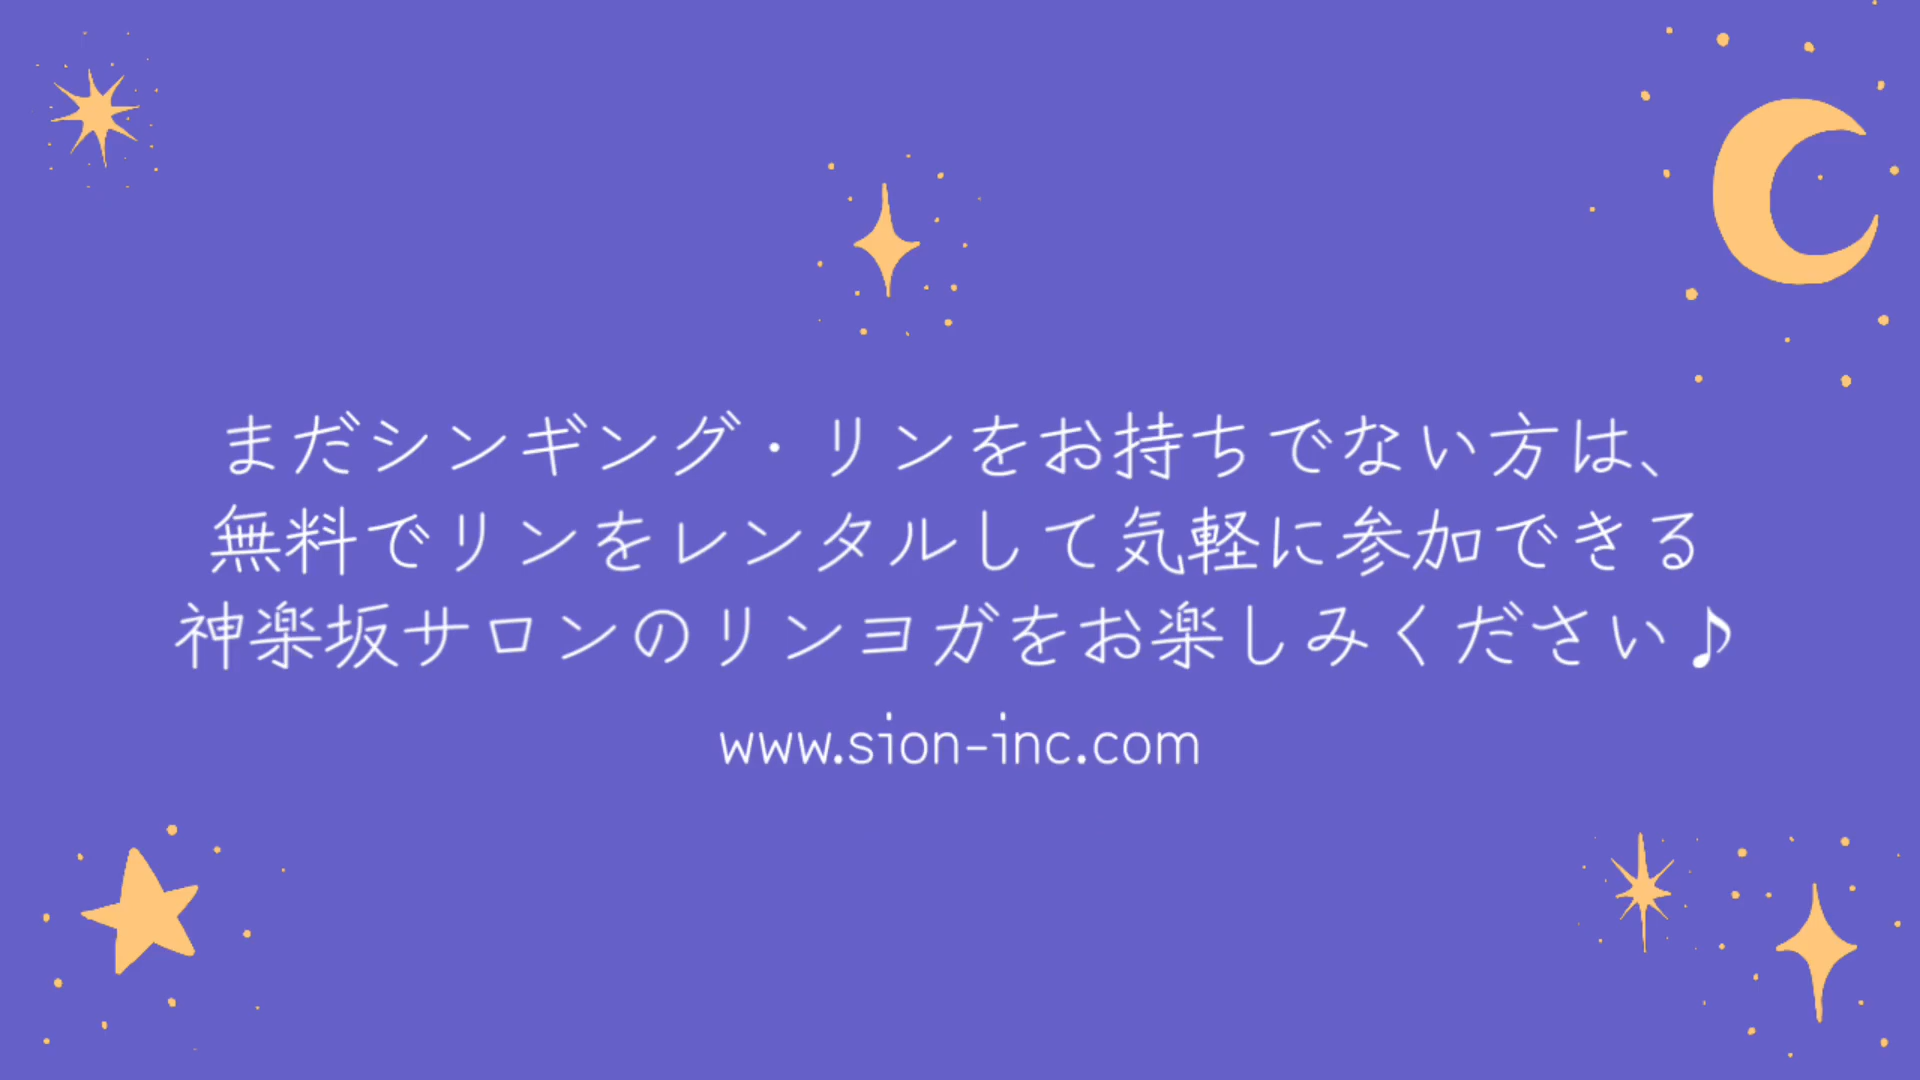 まだシンギング・リンをお持ちでない方は、
無料でリンをレンタルして気軽に参加できる
神楽坂サロンのリンヨガをお楽しみください♪
www.sion-inc.com